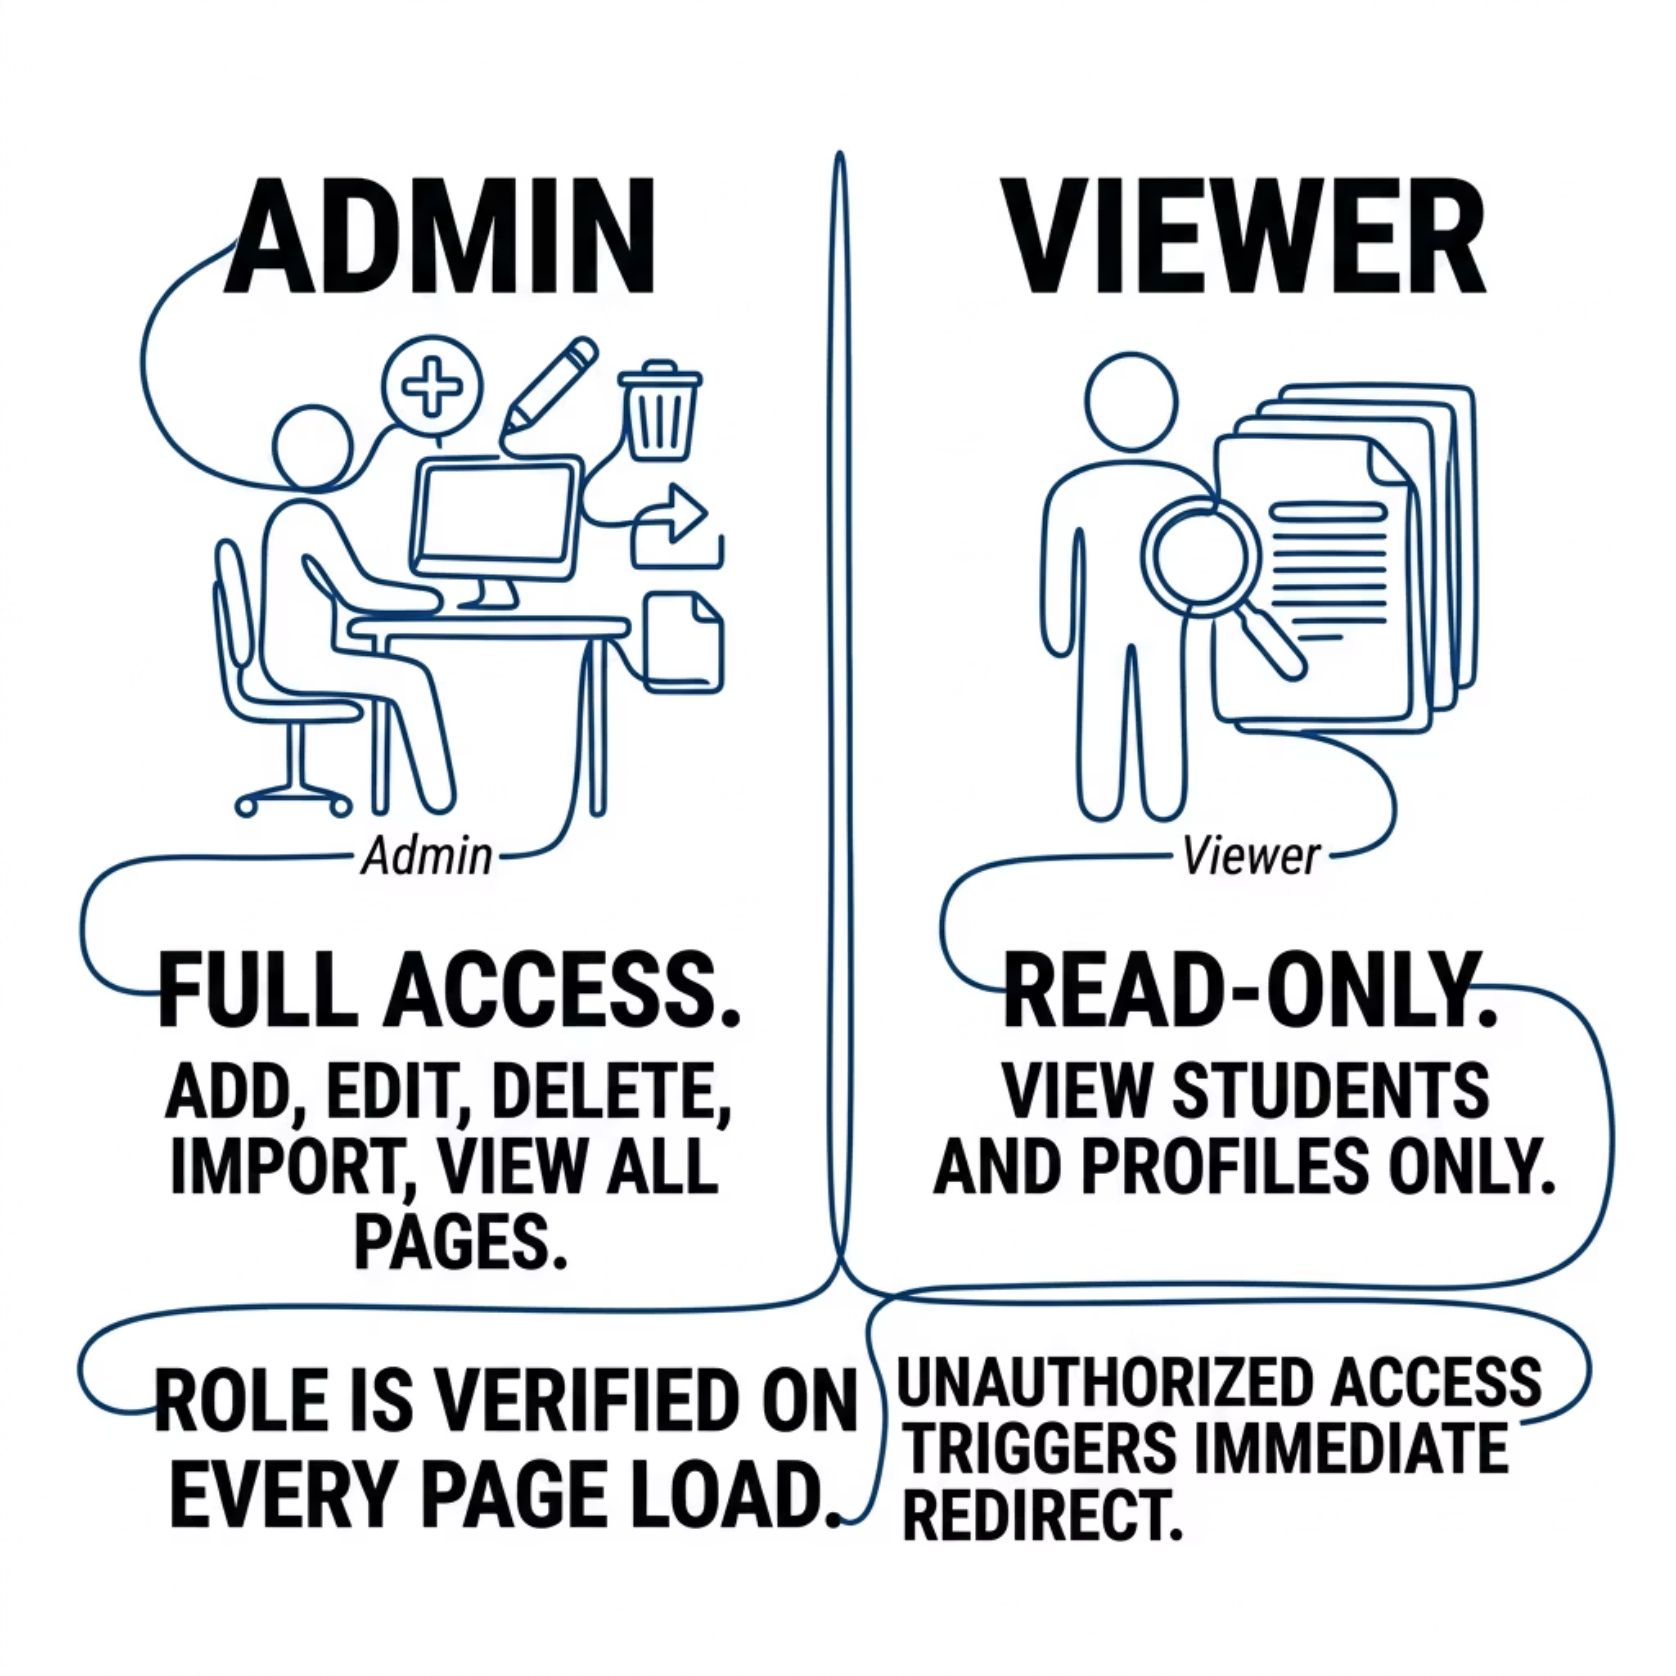 ADMIN
Admin
FULL ACCESS.
ADD, EDIT, DELETE,
IMPORT, VIEW ALL
PAGES.
VIEWER
Viewer
READ-ONLY.
VIEW STUDENTS
AND PROFILES ONLY.
ROLE IS VERIFIED ON
EVERY PAGE LOAD.
UNAUTHORIZED ACCESS
TRIGGERS IMMEDIATE
REDIRECT.